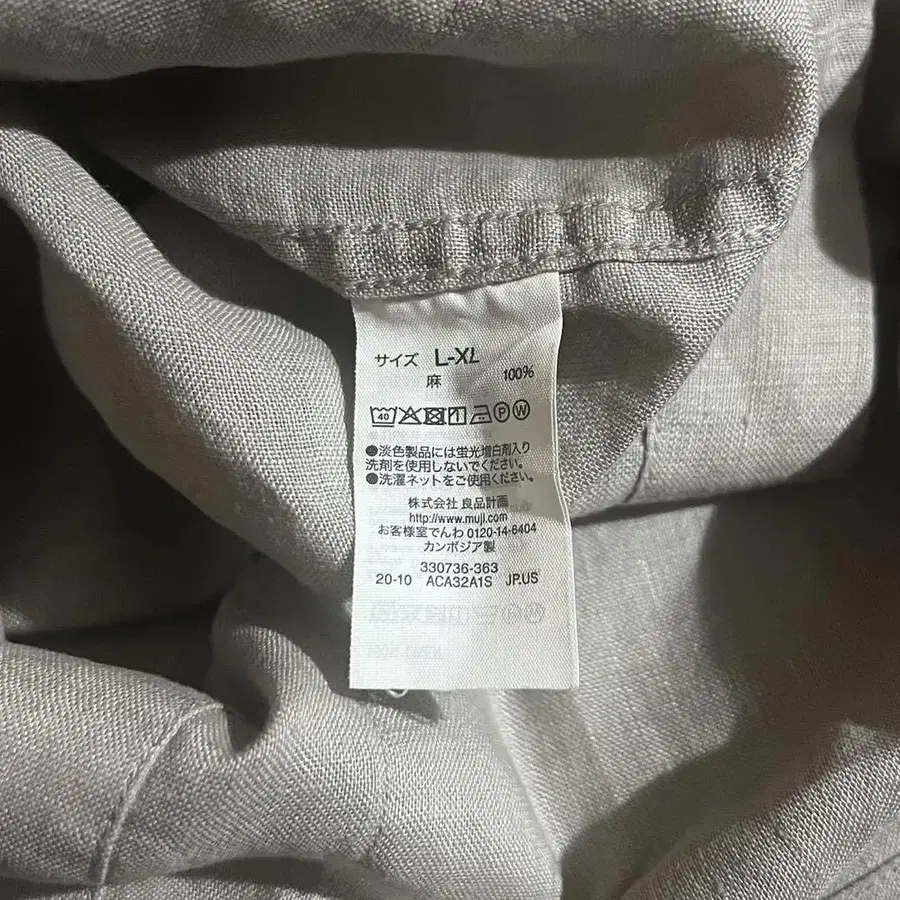 サイズ L-XL
麻 100%
40 P W
●淡色製品には蛍光増白剤入り
洗剤を使用しないでください。
●洗濯ネットをご使用ください。
株式会社 良品計画
http://www.muji.com
お客様室でんわ 0120-14-6404
カンボジア製
330736-363
20-10 ACA32A1S JP.US